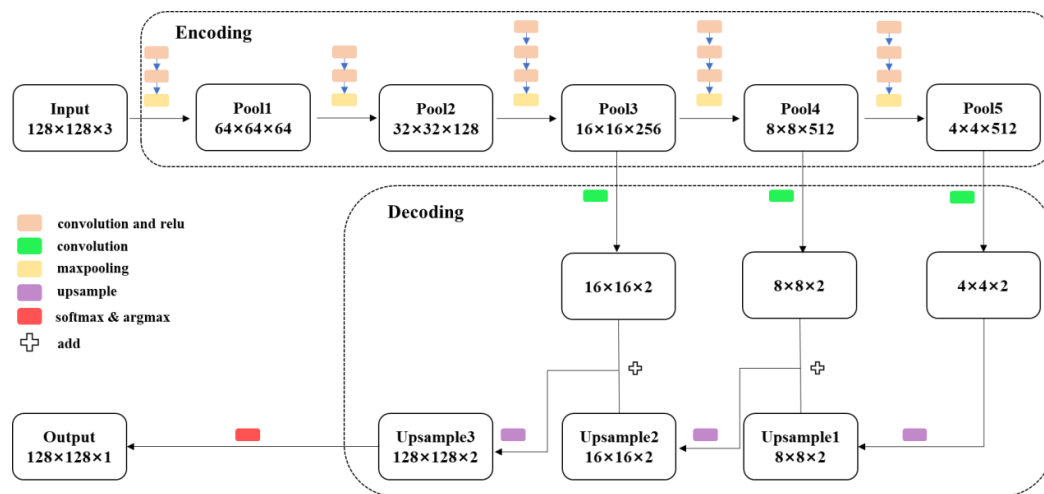 Encoding
Input
128×128×3
Pool1
64×64×64
Pool2
32×32×128
Pool3
16×16×256
Pool4
8×8×512
Pool5
4×4×512
Decoding
convolution and relu
convolution
maxpooling
upsample
softmax & argmax
add
16×16×2
8×8×2
4×4×2
Output
128×128×1
Upsample3
128×128×2
Upsample2
16×16×2
Upsample1
8×8×2